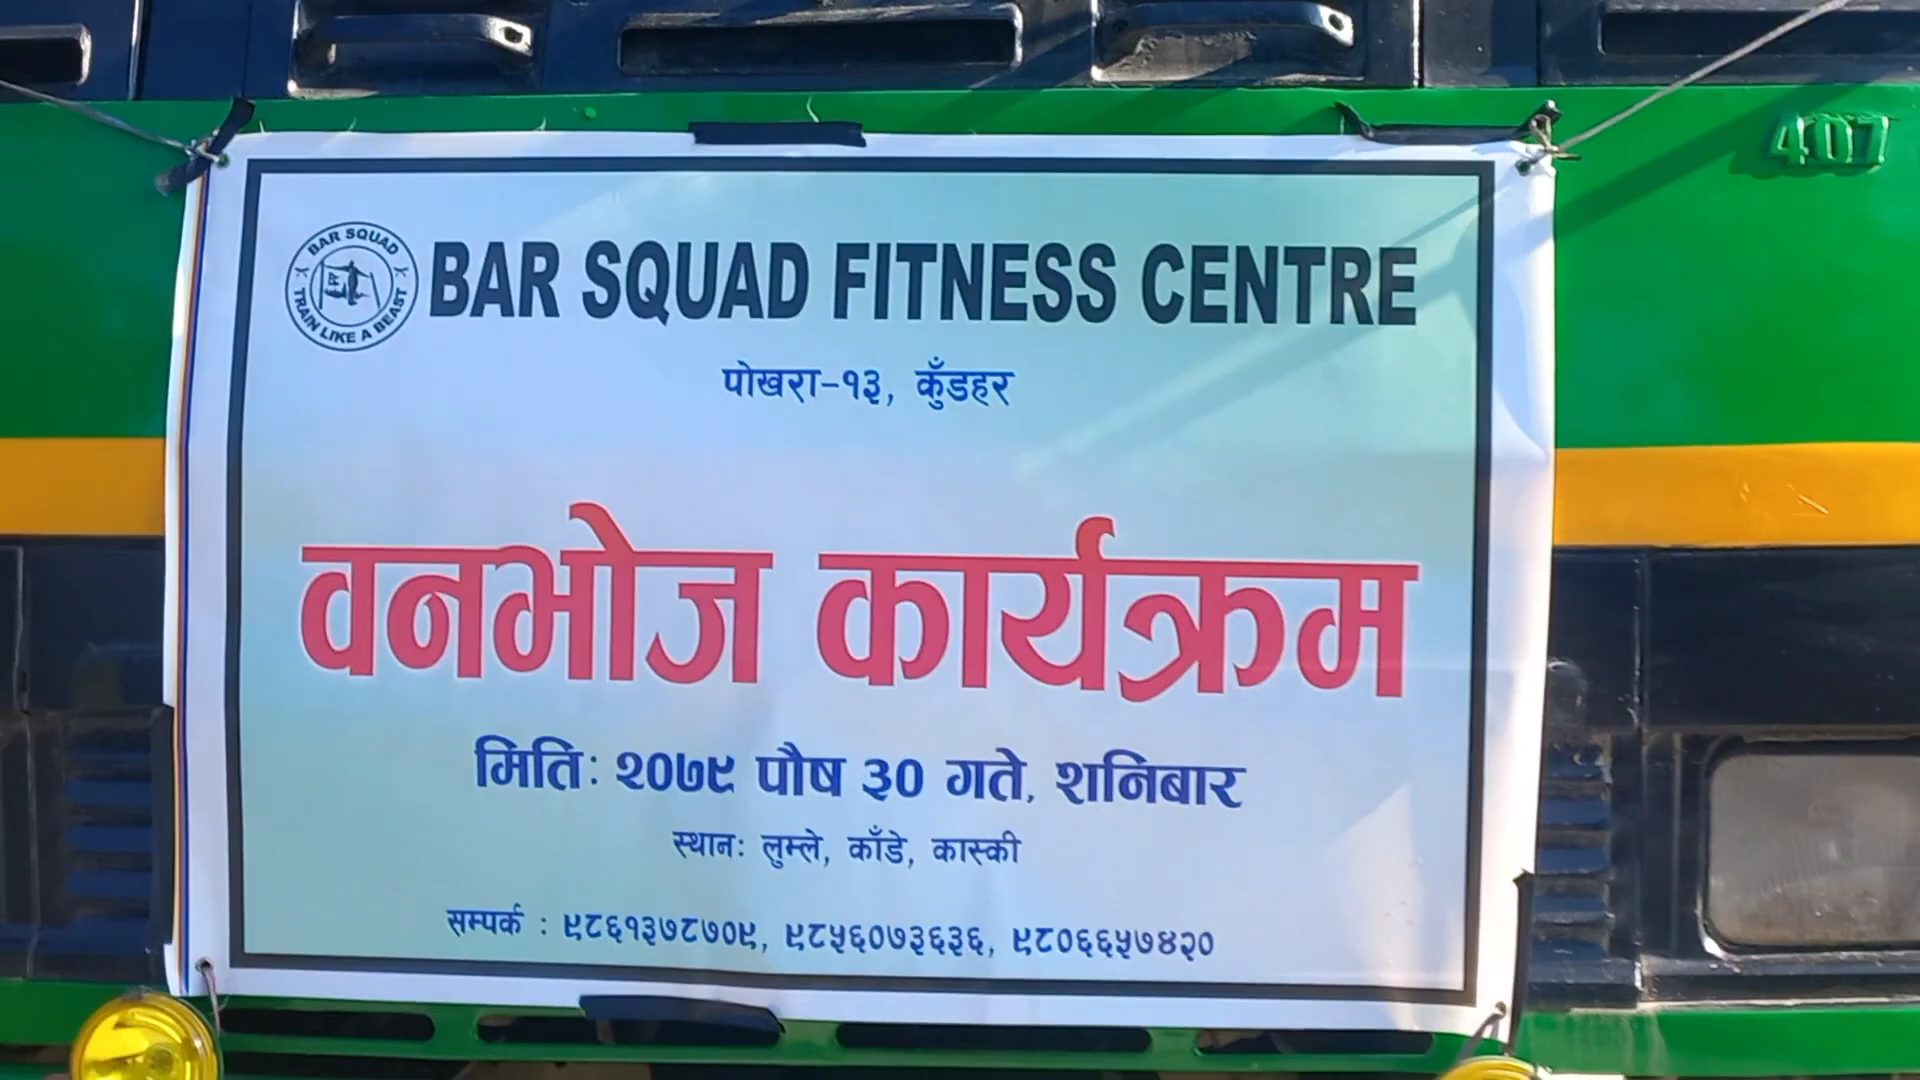 407
BAR SQUAD
TRAIN LIKE A BEAST
BAR SQUAD FITNESS CENTRE
पोखरा-१३, कुँडहर
वनभोज कार्यक्रम
मिति: २०७९ पौष ३० गते, शनिबार
स्थान: लुम्ले, काँडे, कास्की
सम्पर्क : ९८६१३७८७०९, ९८५६०७३६३६, ९८०६६५७४२०